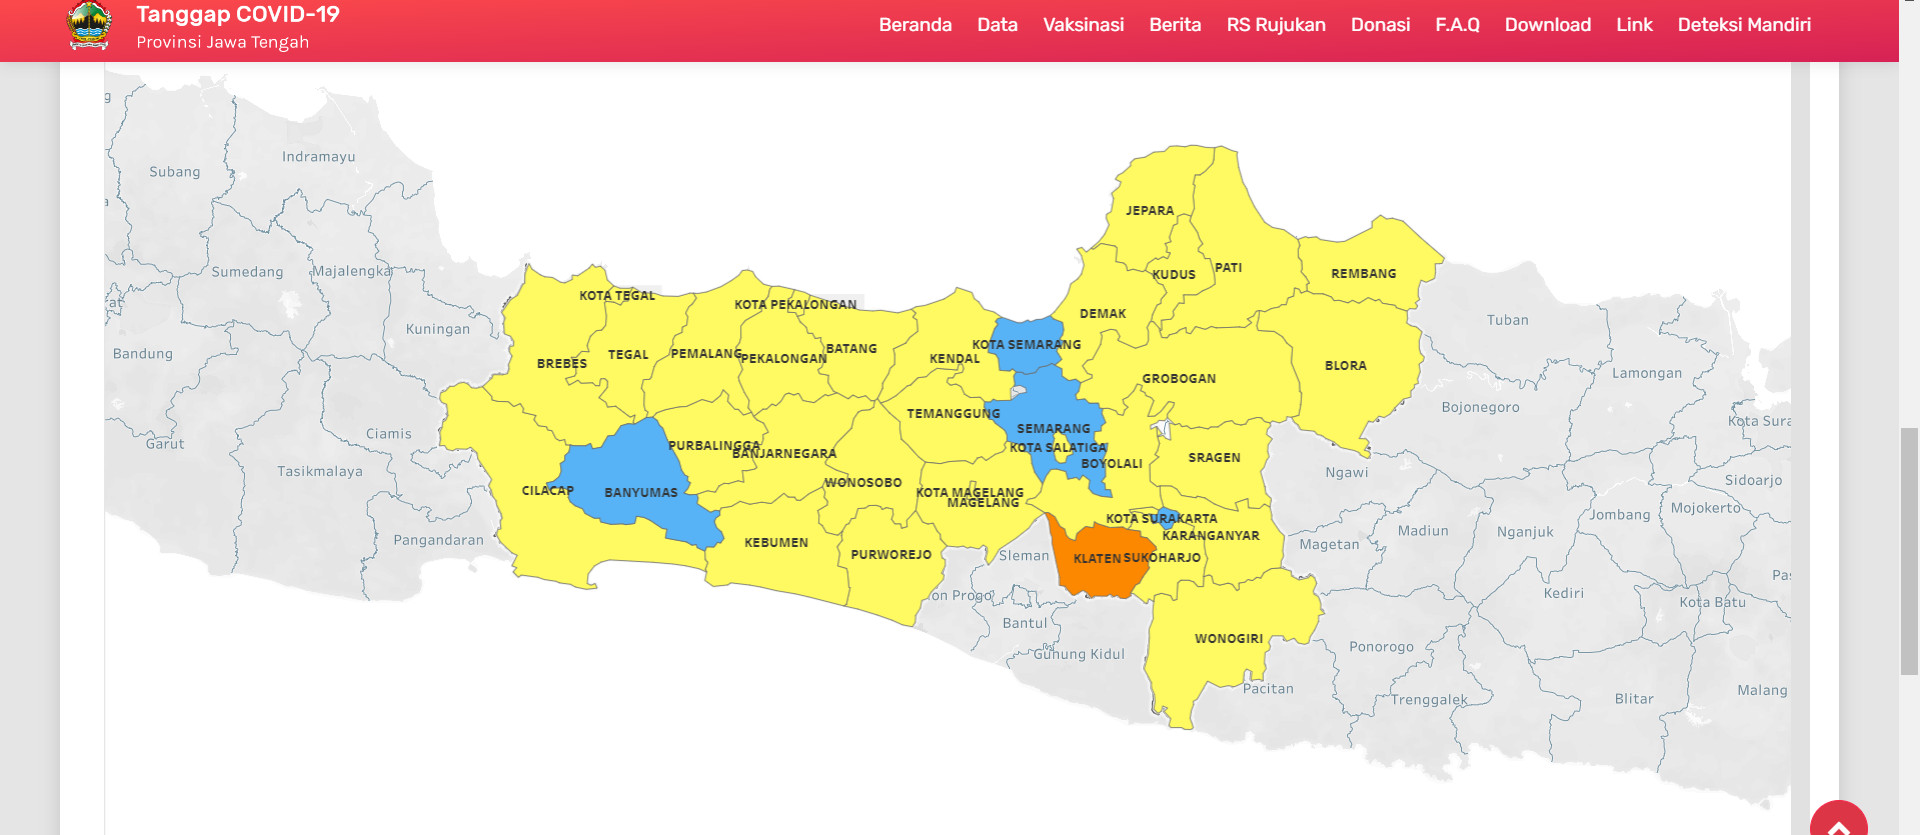 Tanggap COVID-19
Provinsi Jawa Tengah
Beranda Data Vaksinasi Berita RS Rujukan Donasi F.A.Q Download Link Deteksi Mandiri
Indramayu
Subang
Sumedang
Majalengka
Kuningan
Bandung
Ciamis
Garut
Tasikmalaya
Pangandaran
JEPARA
KUDUS
PATI
REMBANG
KOTA TEGAL
KOTA PEKALONGAN
DEMAK
KOTA SEMARANG
BREBES
TEGAL
PEMALANG
PEKALONGAN
BATANG
KENDAL
GROBOGAN
BLORA
TEMANGGUNG
SEMARANG
KOTA SALATIGA
BOYOLALI
SRAGEN
PURBALINGGA
BANJARNEGARA
WONOSOBO
CILACAP
BANYUMAS
KOTA MAGELANG
MAGELANG
KOTA SURAKARTA
KARANGANYAR
KEBUMEN
PURWOREJO
KLATEN
SUKOHARJO
WONOGIRI
Sleman
on Progo
Bantul
Gunung Kidul
Tuban
Lamongan
Bojonegoro
Kota Sura
Ngawi
Sidoarjo
Mojokerto
Jombang
Madiun
Nganjuk
Magetan
Pas
Kediri
Kota Batu
Ponorogo
Pacitan
Trenggalek
Blitar
Malang